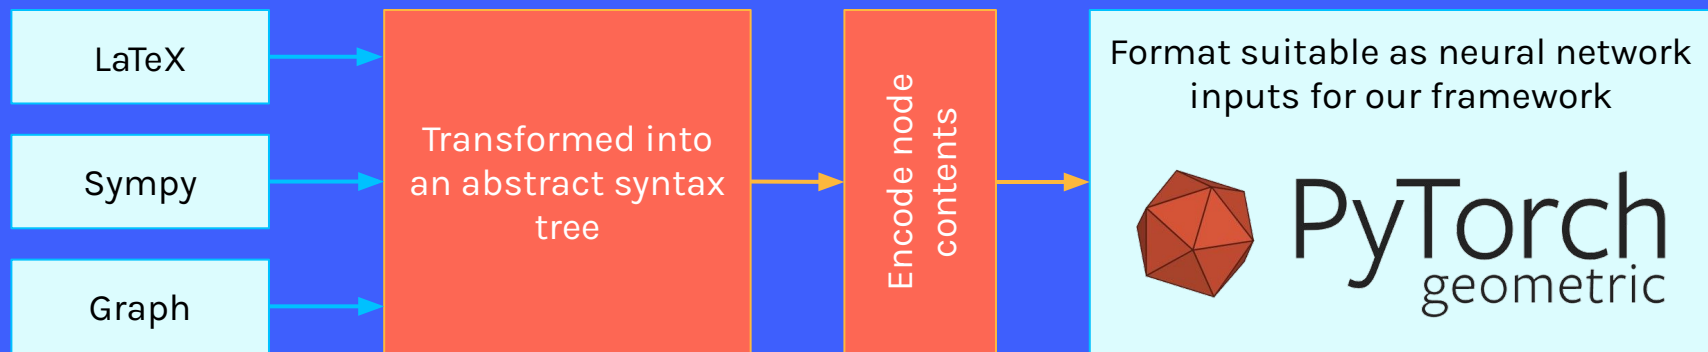 LaTeX
Sympy
Graph
Transformed into
an abstract syntax
tree
Encode node
contents
Format suitable as neural network
inputs for our framework
PyTorch
geometric